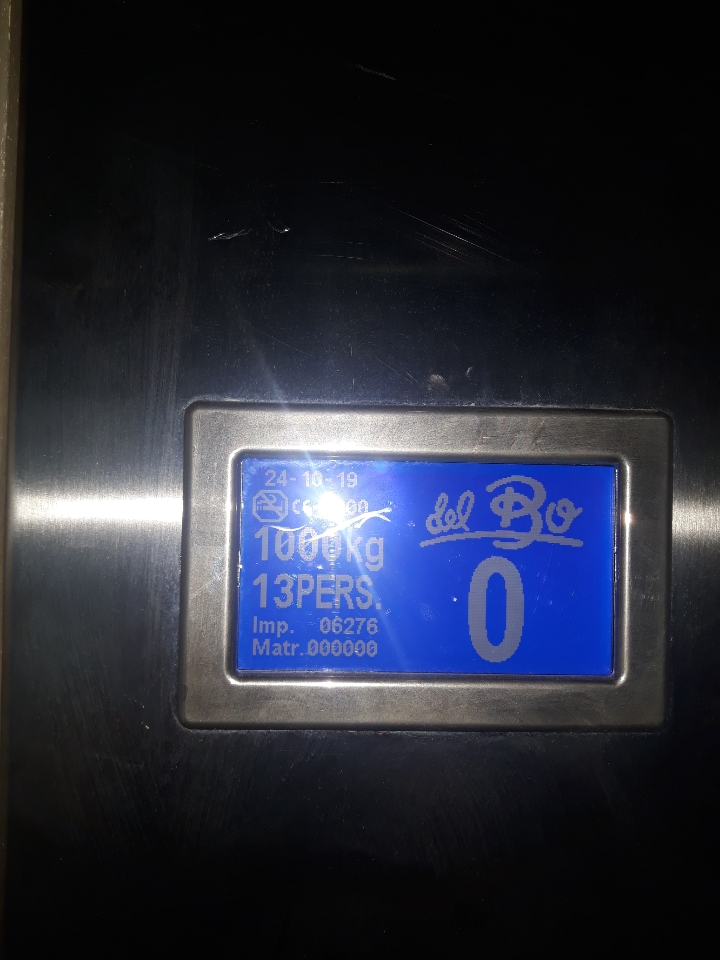 24-10-19
1000kg
13PERS.
Imp. 06276
Matr.000000
del Bo
0